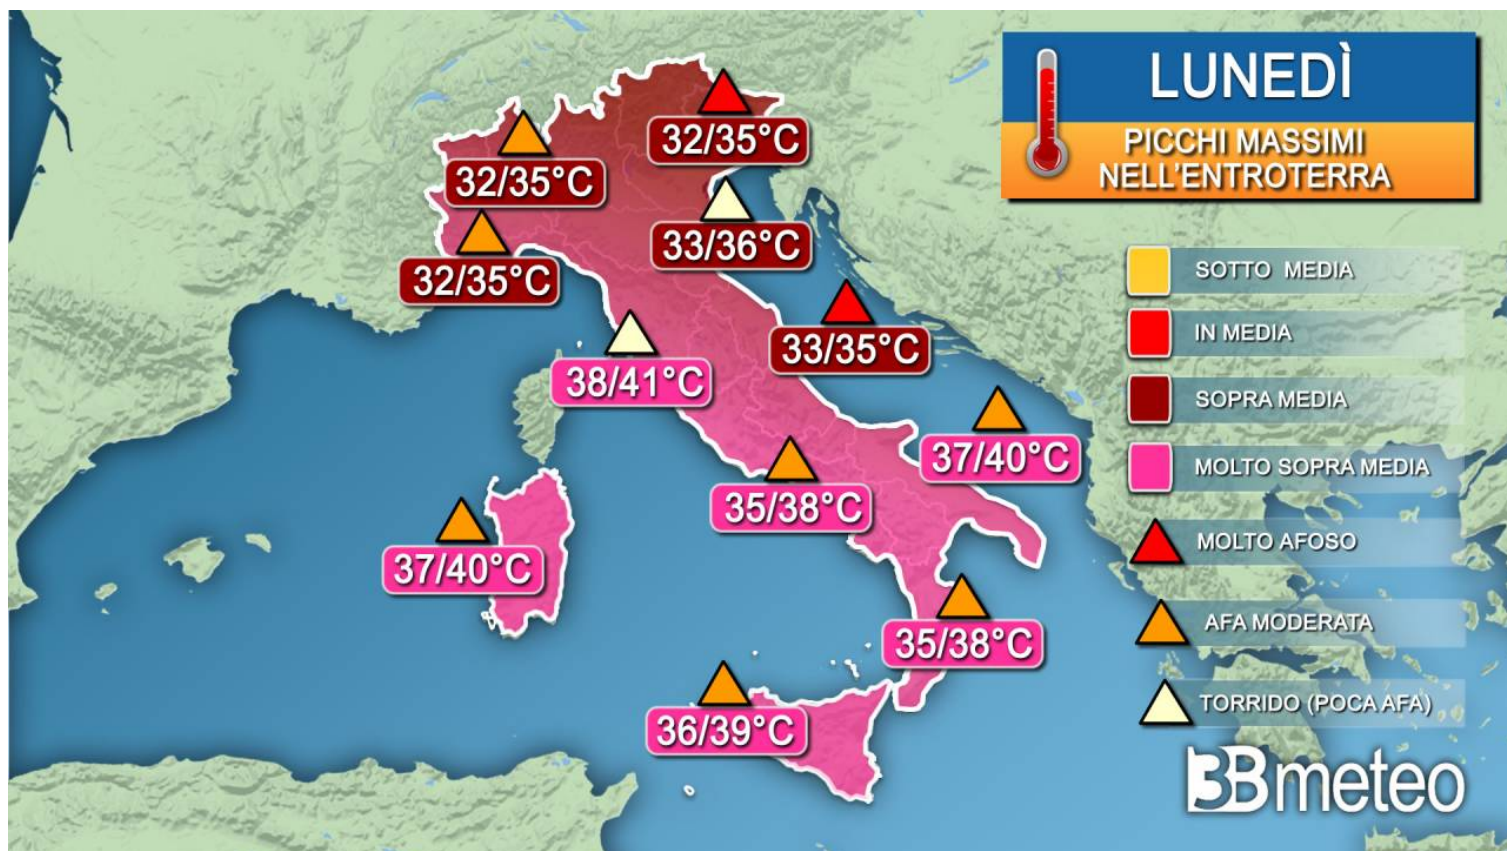 LUNEDÌ
PICCHI MASSIMI
NELL'ENTROTERRA
32/35°C
32/35°C
33/36°C
32/35°C
33/35°C
38/41°C
37/40°C
35/38°C
37/40°C
35/38°C
36/39°C
SOTTO MEDIA
IN MEDIA
SOPRA MEDIA
MOLTO SOPRA MEDIA
MOLTO AFOSO
AFA MODERATA
TORRIDO (POCA AFA)
3Bmeteo